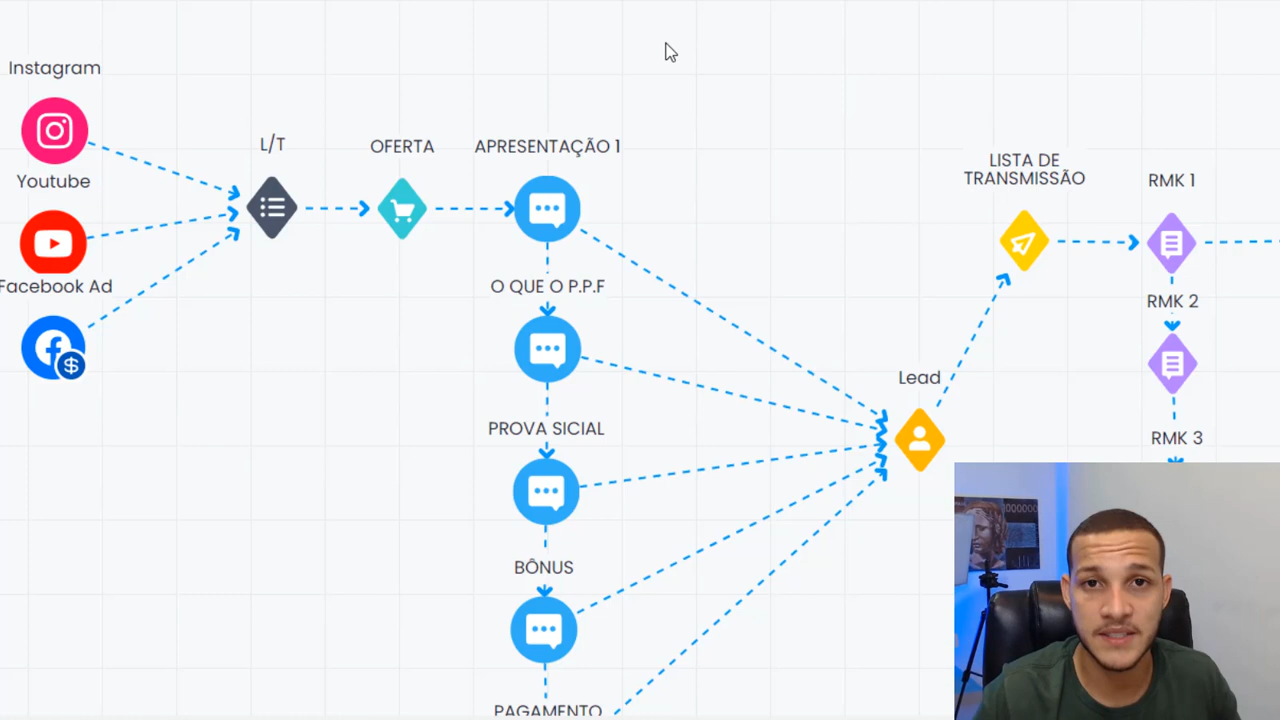 Instagram
Youtube
Facebook Ad
$
L/T
OFERTA
APRESENTAÇÃO 1
O QUE O P.P.F
PROVA SICIAL
BÔNUS
PAGAMENTO
Lead
LISTA DE
TRANSMISSÃO
RMK 1
RMK 2
RMK 3